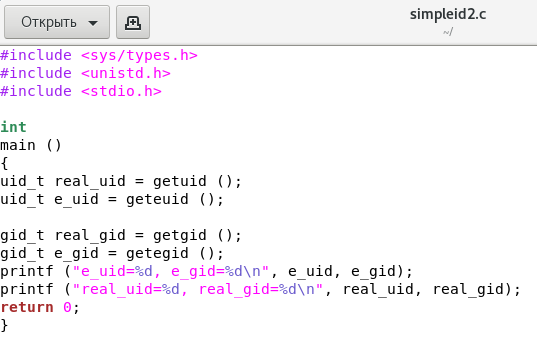 Открыть
simpleid2.c
~/
#include <sys/types.h>
#include <unistd.h>
#include <stdio.h>
int
main ()
{
uid_t real_uid = getuid ();
uid_t e_uid = geteuid ();
gid_t real_gid = getgid ();
gid_t e_gid = getegid ();
printf ("e_uid=%d, e_gid=%d\n", e_uid, e_gid);
printf ("real_uid=%d, real_gid=%d\n", real_uid, real_gid);
return 0;
}